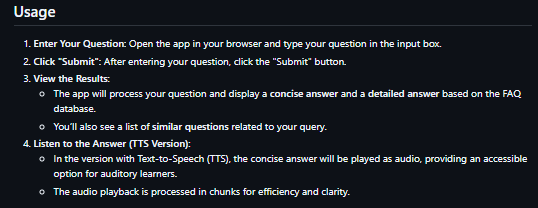 Usage
1. Enter Your Question: Open the app in your browser and type your question in the input box.
2. Click "Submit": After entering your question, click the "Submit" button.
3. View the Results:
○ The app will process your question and display a concise answer and a detailed answer based on the FAQ
database.
○ You'll also see a list of similar questions related to your query.
4. Listen to the Answer (TTS Version):
○ In the version with Text-to-Speech (TTS), the concise answer will be played as audio, providing an accessible
option for auditory learners.
○ The audio playback is processed in chunks for efficiency and clarity.